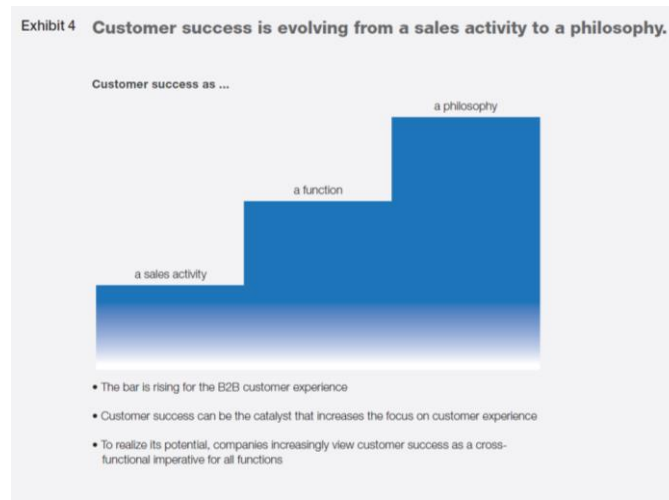 Exhibit 4 Customer success is evolving from a sales activity to a philosophy.
Customer success as ...
a philosophy
a function
a sales activity
• The bar is rising for the B2B customer experience
• Customer success can be the catalyst that increases the focus on customer experience
• To realize its potential, companies increasingly view customer success as a cross-
functional imperative for all functions